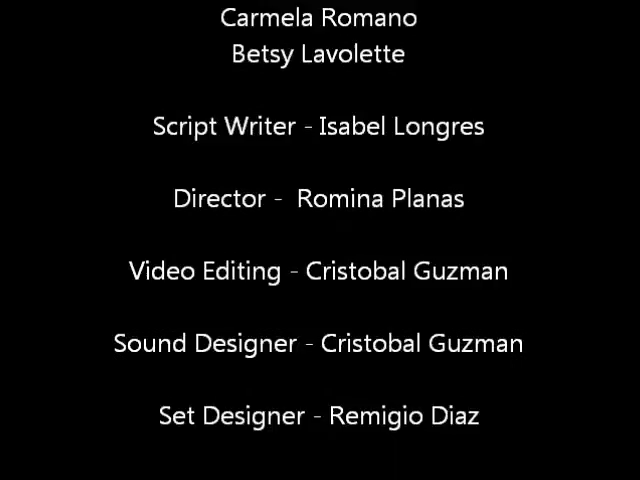 Carmela Romano
Betsy Lavolette
Script Writer - Isabel Longres
Director -  Romina Planas
Video Editing - Cristobal Guzman
Sound Designer - Cristobal Guzman
Set Designer - Remigio Diaz